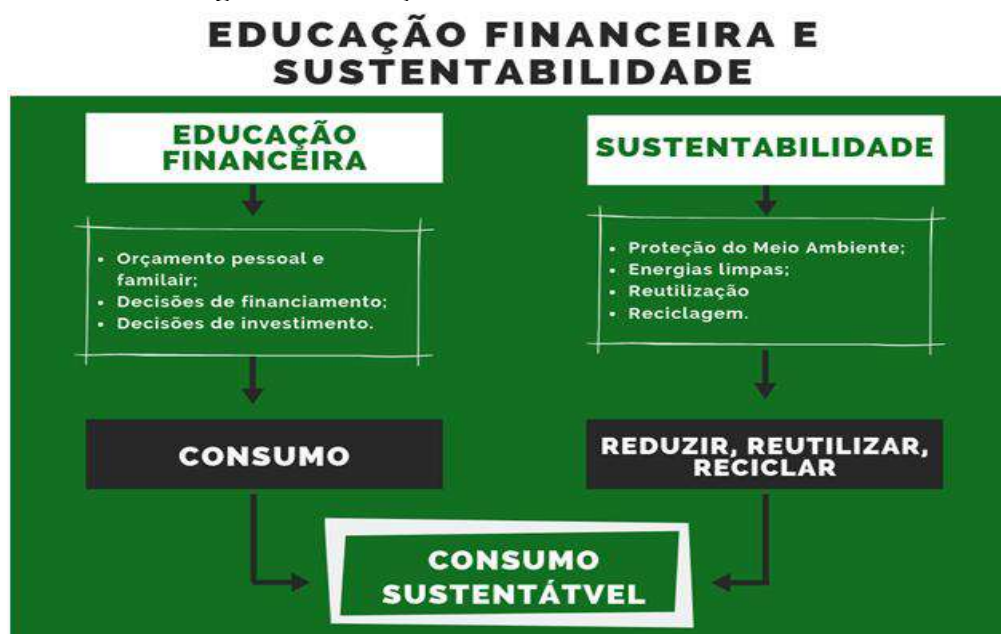 EDUCAÇÃO FINANCEIRA E
SUSTENTABILIDADE
EDUCAÇÃO
FINANCEIRA
• Orçamento pessoal e
familair;
• Decisões de financiamento;
• Decisões de investimento.
CONSUMO
SUSTENTABILIDADE
• Proteção do Meio Ambiente;
• Energias limpas;
• Reutilização
• Reciclagem.
REDUZIR, REUTILIZAR,
RECICLAR
CONSUMO
SUSTENTÁTVEL